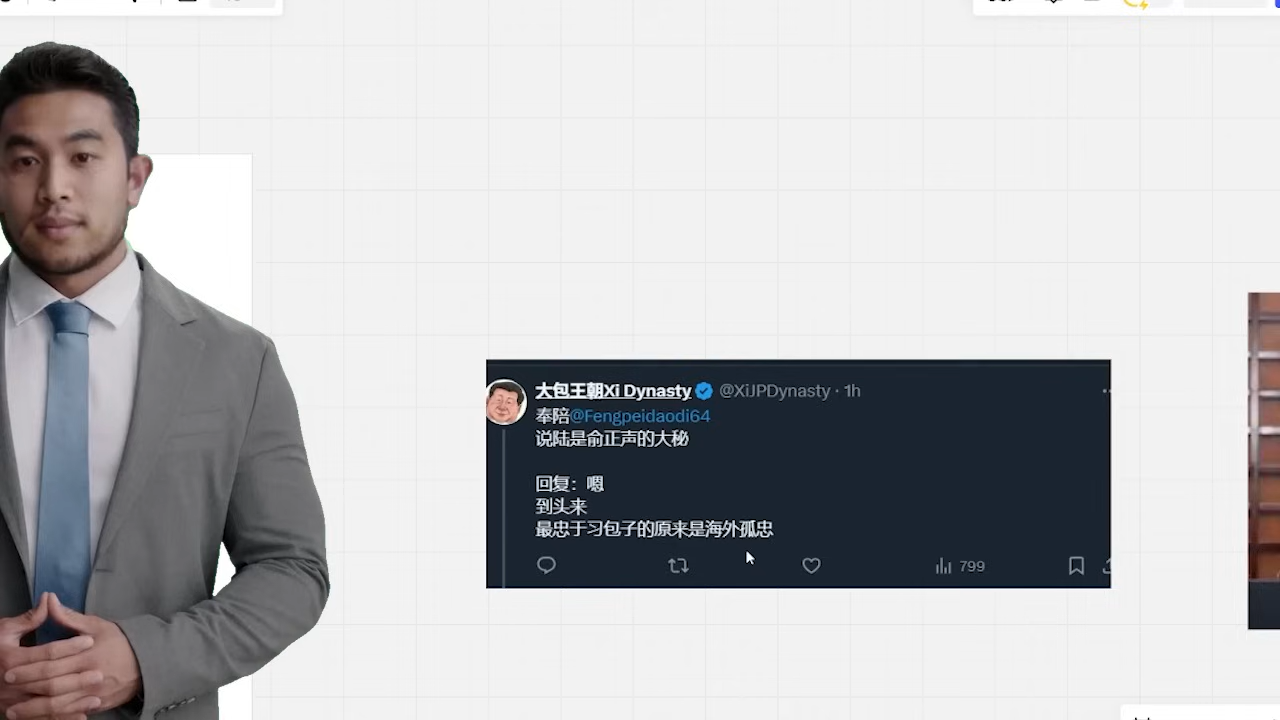 大包王朝Xi Dynasty @XiJPDynasty · 1h
奉陪@Fengpeidaodi64
说陆是俞正声的大秘
回复：嗯
到头来
最忠于习包子的原来是海外孤忠
799